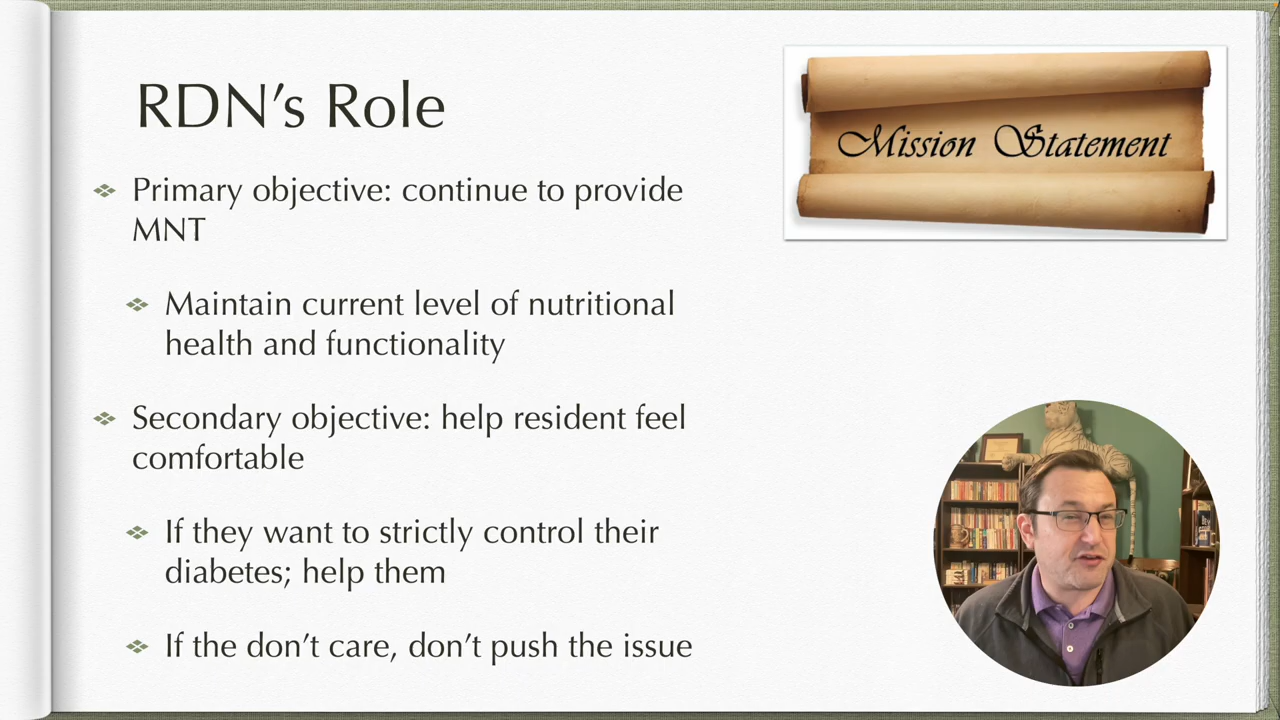 RDN's Role
Mission Statement
Primary objective: continue to provide
MNT
Maintain current level of nutritional
health and functionality
Secondary objective: help resident feel
comfortable
If they want to strictly control their
diabetes; help them
If the don't care, don't push the issue